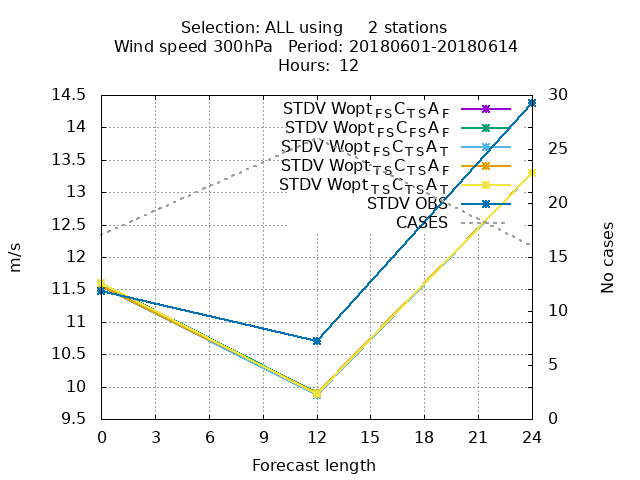 Selection: ALL using 2 stations
Wind speed 300hPa Period: 20180601-20180614
Hours: 12
14.5
14
13.5
13
12.5
12
11.5
11
10.5
10
9.5
m/s
STDV Wopt_FS C_TS A_F
STDV Wopt_FS C_FS A_F
STDV Wopt_FS C_TS A_T
STDV Wopt_TS C_TS A_F
STDV Wopt_TS C_TS A_T
STDV OBS
CASES
30
25
20
15
10
5
0
No cases
0 3 6 9 12 15 18 21 24
Forecast length